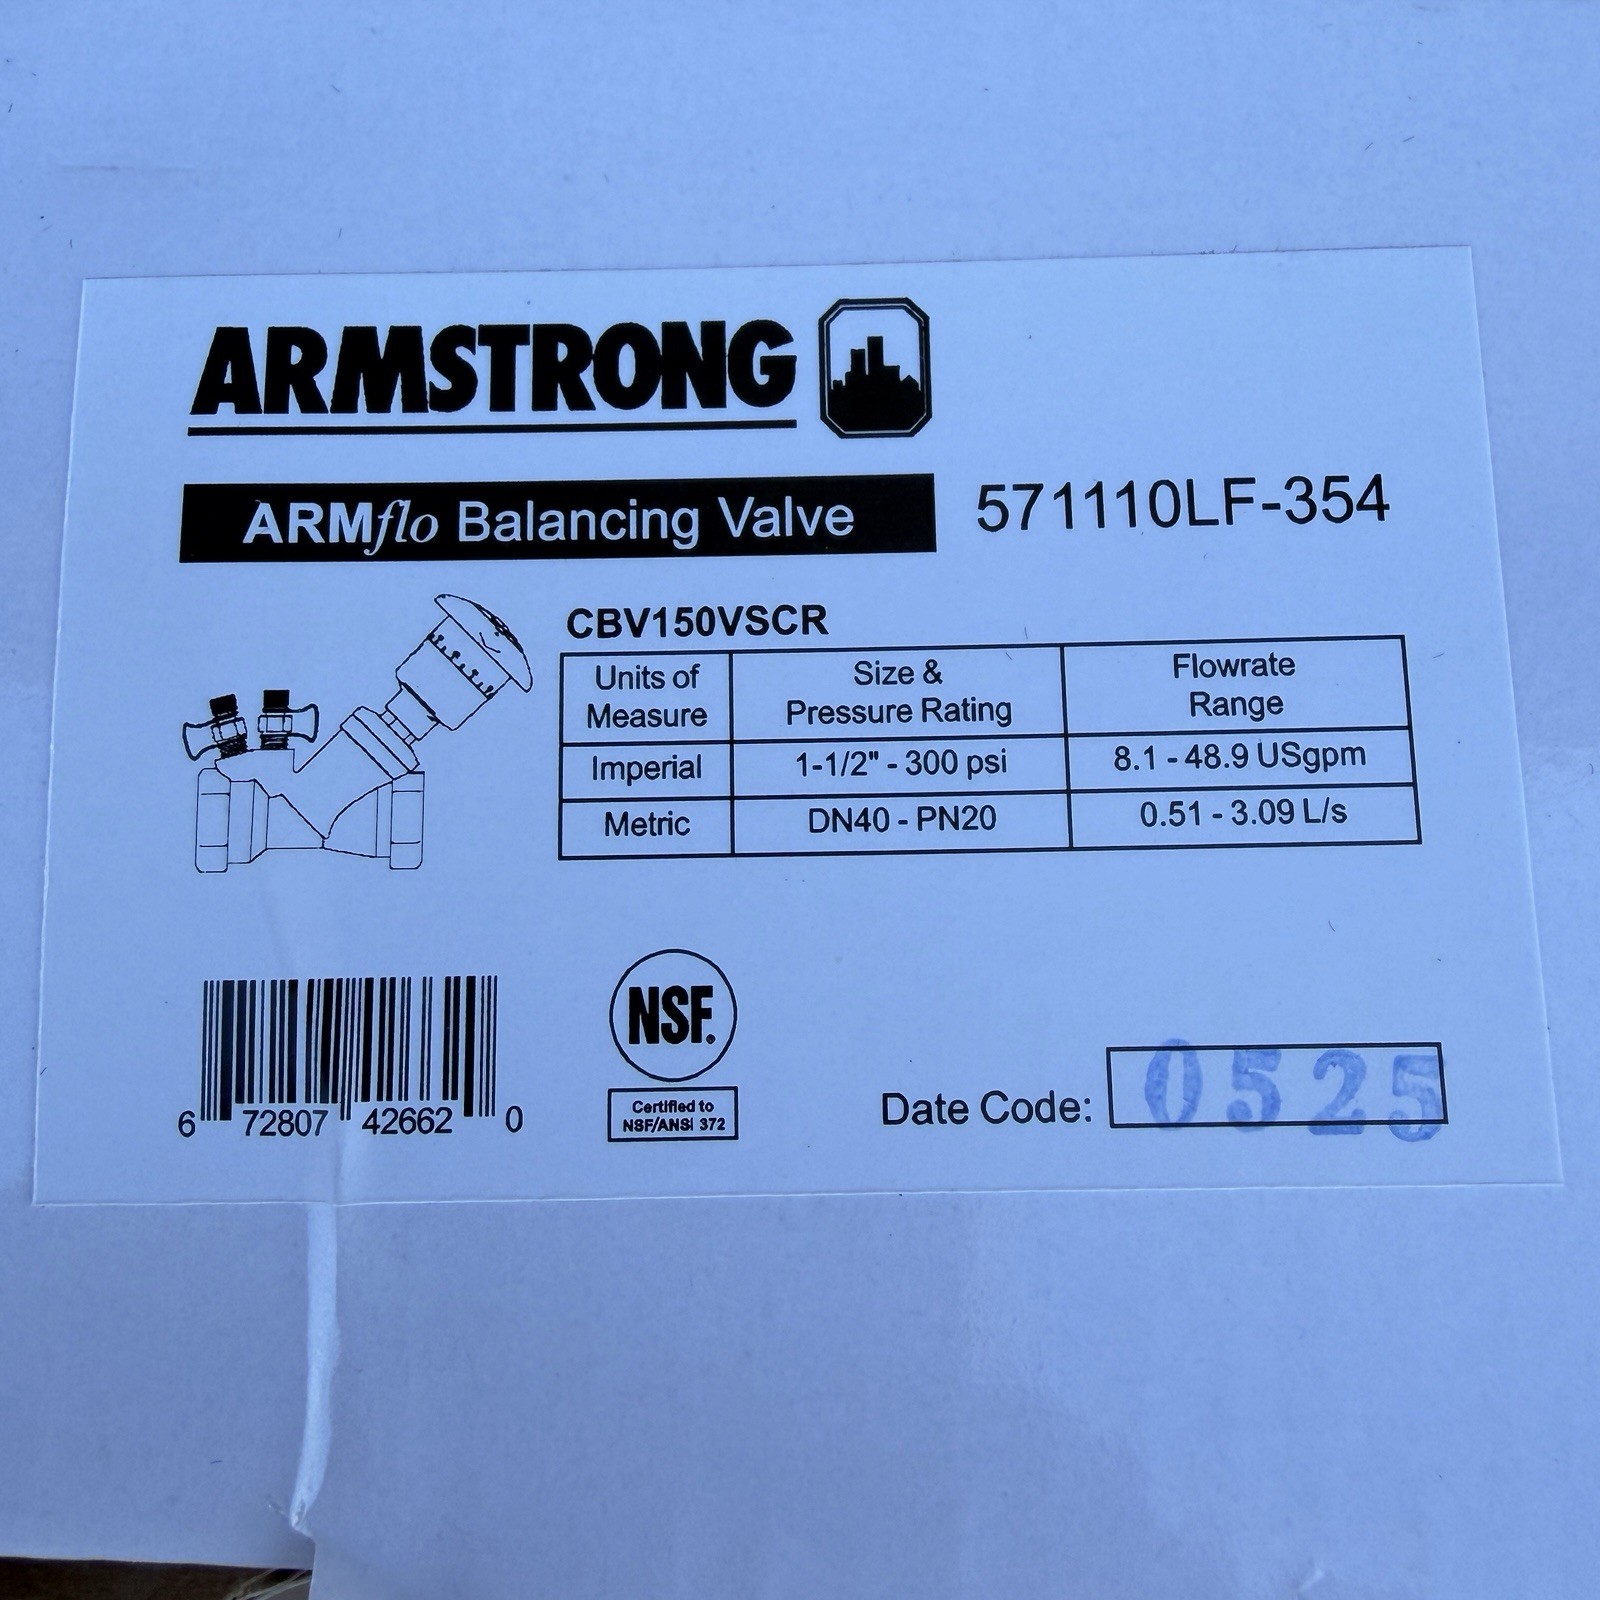 ARMSTRONG
ARMflo Balancing Valve
571110LF-354
CBV150VSCR
Units of Measure Size & Pressure Rating Flowrate Range
Imperial 1-1/2" - 300 psi 8.1 - 48.9 USgpm
Metric DN40 - PN20 0.51 - 3.09 L/s
6 72807 42662 0
NSF.
Certified to
NSF/ANSI 372
Date Code: 0525